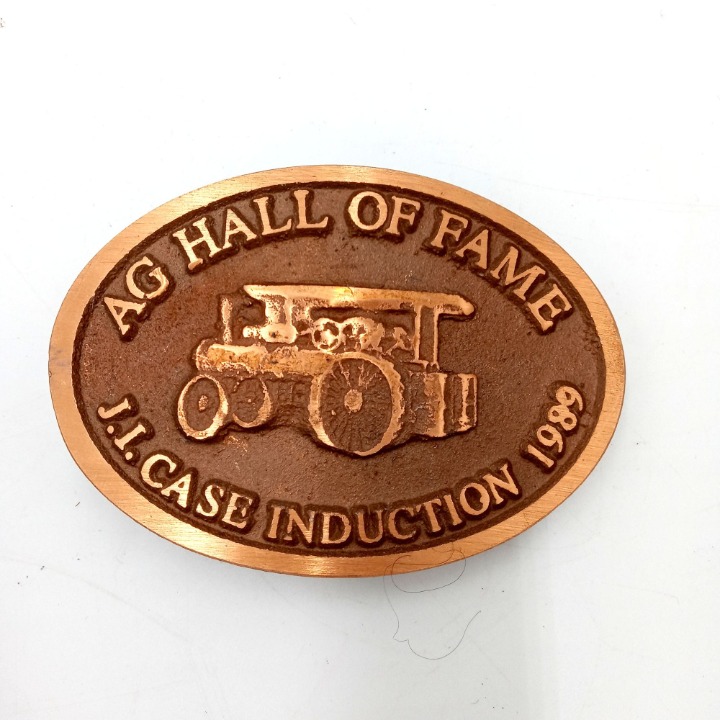 AG HALL OF FAME
J.I. CASE INDUCTION 1989